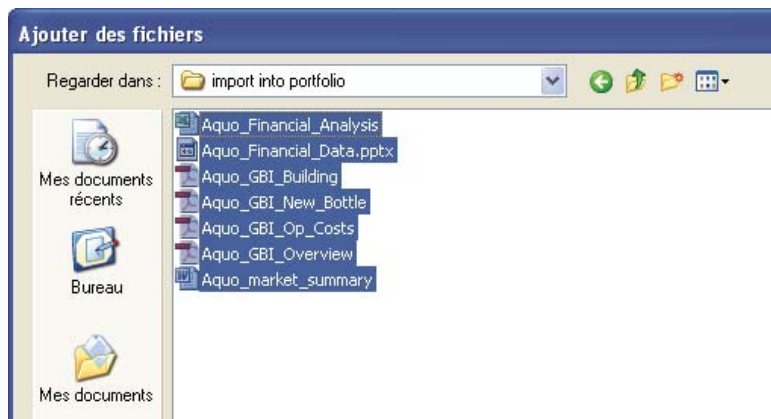 Ajouter des fichiers
Regarder dans :
import into portfolio
Aquo_Financial_Analysis
Aquo_Financial_Data.pptx
Aquo_GBI_Building
Aquo_GBI_New_Bottle
Aquo_GBI_Op_Costs
Aquo_GBI_Overview
Aquo_market_summary
Mes documents
récents
Bureau
Mes documents